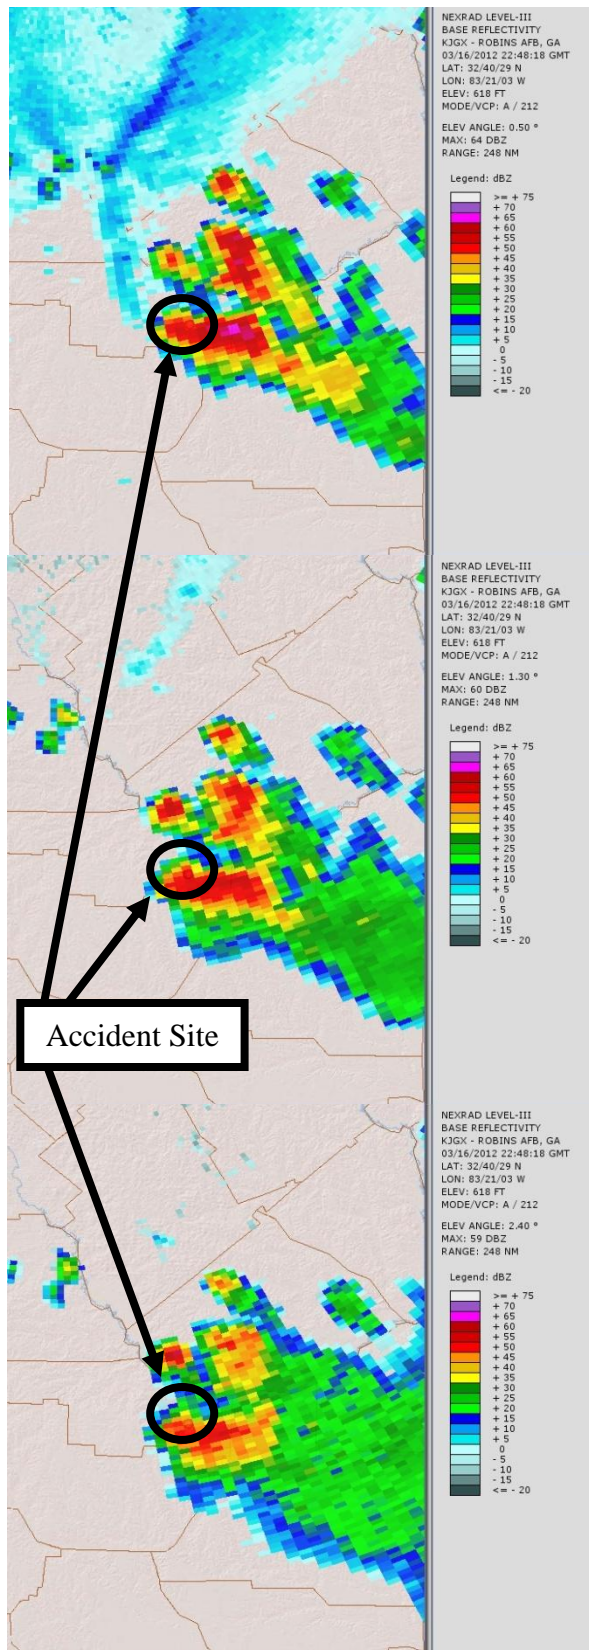 NEXRAD LEVEL-III
BASE REFLECTIVITY
KJGX - ROBINS AFB, GA
03/16/2012 22:48:18 GMT
LAT: 32/40/29 N
LON: 83/21/03 W
ELEV: 618 FT
MODE/VCP: A / 212
ELEV ANGLE: 0.50 °
MAX: 64 DBZ
RANGE: 248 NM
Legend: dBZ
>= + 75
+ 70
+ 65
+ 60
+ 55
+ 50
+ 45
+ 40
+ 35
+ 30
+ 25
+ 20
+ 15
+ 10
+ 5
0
- 5
- 10
- 15
<= - 20
NEXRAD LEVEL-III
BASE REFLECTIVITY
KJGX - ROBINS AFB, GA
03/16/2012 22:48:18 GMT
LAT: 32/40/29 N
LON: 83/21/03 W
ELEV: 618 FT
MODE/VCP: A / 212
ELEV ANGLE: 1.30 °
MAX: 60 DBZ
RANGE: 248 NM
Legend: dBZ
>= + 75
+ 70
+ 65
+ 60
+ 55
+ 50
+ 45
+ 40
+ 35
+ 30
+ 25
+ 20
+ 15
+ 10
+ 5
0
- 5
- 10
- 15
<= - 20
Accident Site
NEXRAD LEVEL-III
BASE REFLECTIVITY
KJGX - ROBINS AFB, GA
03/16/2012 22:48:18 GMT
LAT: 32/40/29 N
LON: 83/21/03 W
ELEV: 618 FT
MODE/VCP: A / 212
ELEV ANGLE: 2.40 °
MAX: 59 DBZ
RANGE: 248 NM
Legend: dBZ
>= + 75
+ 70
+ 65
+ 60
+ 55
+ 50
+ 45
+ 40
+ 35
+ 30
+ 25
+ 20
+ 15
+ 10
+ 5
0
- 5
- 10
- 15
<= - 20